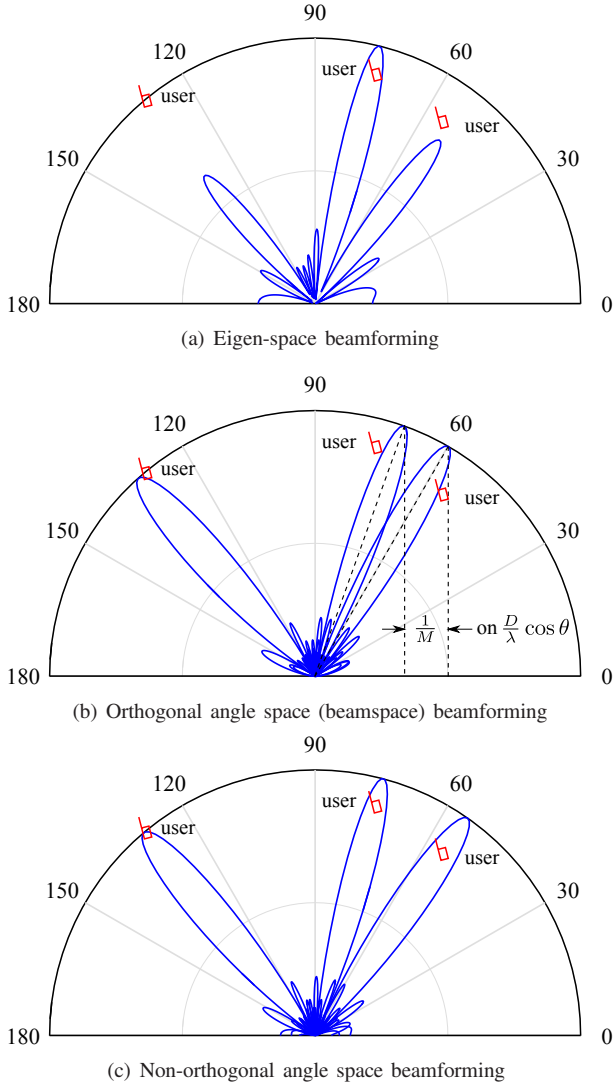 90
120
60
user
user
user
150
30
180
0
(a) Eigen-space beamforming
90
120
60
user
user
user
150
30
1/M
on D/λ cos θ
180
0
(b) Orthogonal angle space (beamspace) beamforming
90
120
60
user
user
user
150
30
180
0
(c) Non-orthogonal angle space beamforming